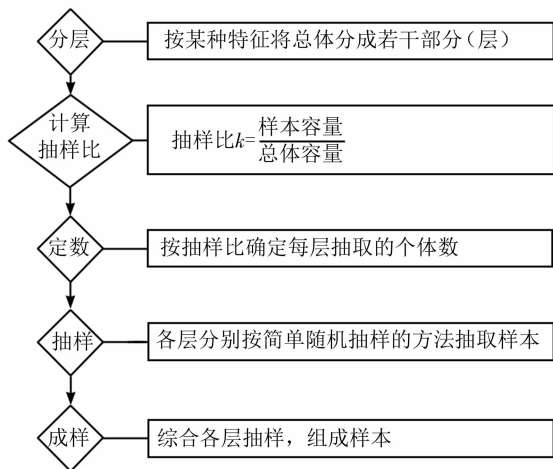 分层
按某种特征将总体分成若干部分(层)
计算
抽样比
抽样比k=样本容量/总体容量
定数
按抽样比确定每层抽取的个体数
抽样
各层分别按简单随机抽样的方法抽取样本
成样
综合各层抽样，组成样本